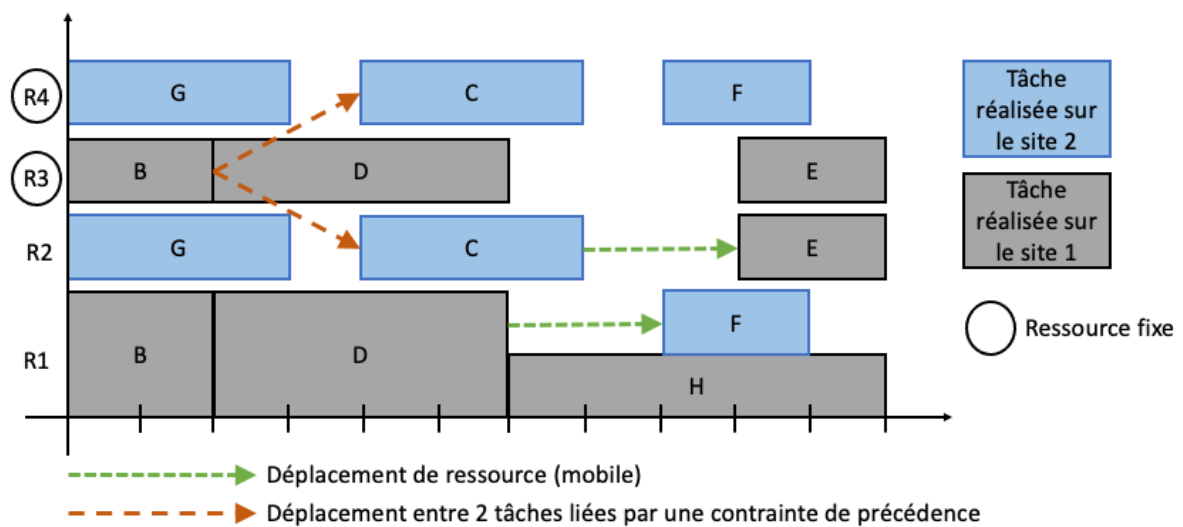 R4
G
C
F
R3
B
D
E
R2
G
C
E
R1
B
D
F
H
Tâche
réalisée sur
le site 2
Tâche
réalisée sur
le site 1
Ressource fixe
Déplacement de ressource (mobile)
Déplacement entre 2 tâches liées par une contrainte de précédence